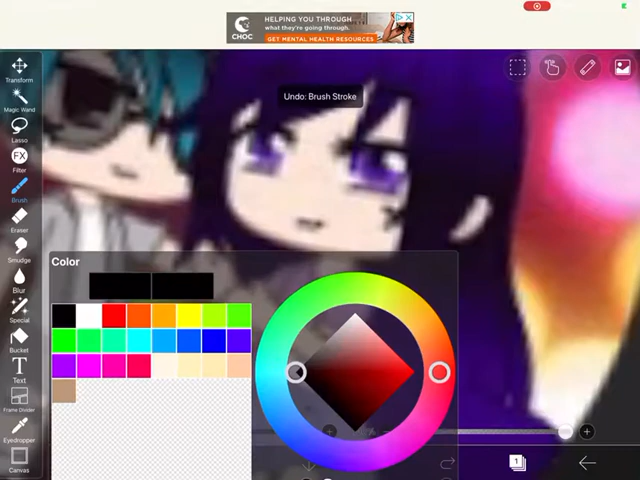 HELPING YOU THROUGH
what they're going through.
GET MENTAL HEALTH RESOURCES
CHOC
Undo: Brush Stroke
Transform
Magic Wand
Lasso
FX
Filter
Brush
Eraser
Smudge
Blur
Special
Bucket
T
Text
Frame Divider
Eyedropper
Canvas
Color
1